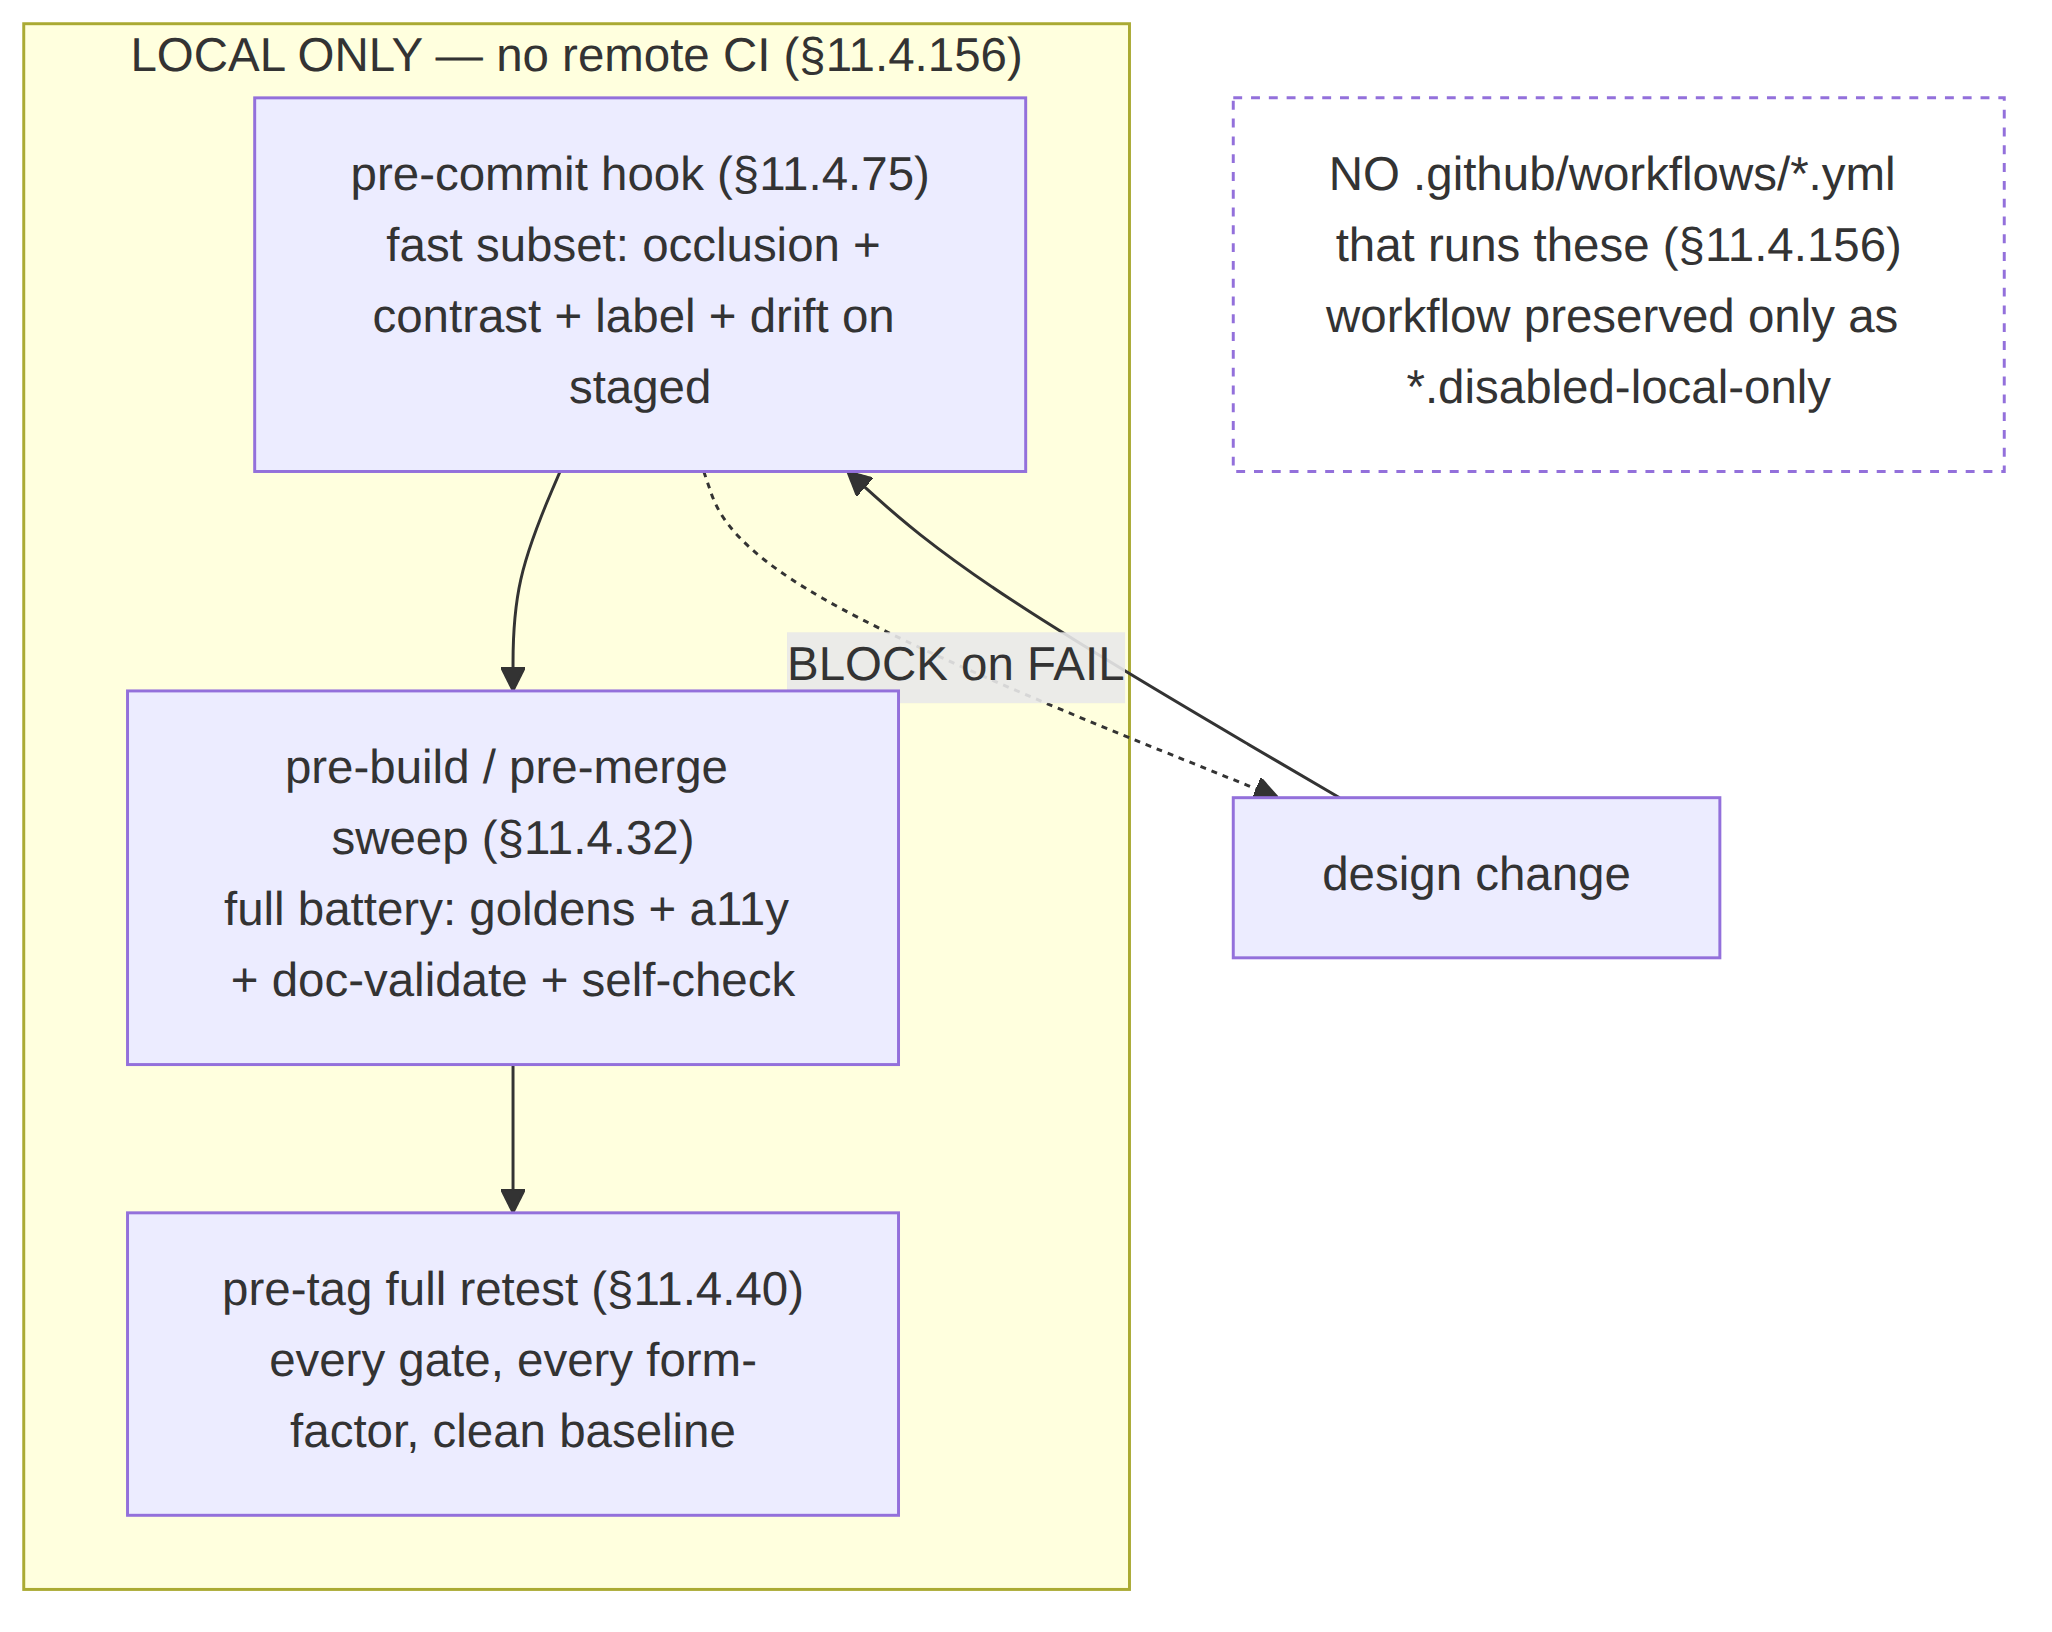 LOCAL ONLY — no remote CI (§11.4.156)
pre-commit hook (§11.4.75)
fast subset: occlusion +
contrast + label + drift on
staged
NO .github/workflows/*.yml
that runs these (§11.4.156)
workflow preserved only as
*.disabled-local-only
BLOCK on FAIL
pre-build / pre-merge
sweep (§11.4.32)
full battery: goldens + a11y
+ doc-validate + self-check
design change
pre-tag full retest (§11.4.40)
every gate, every form-
factor, clean baseline